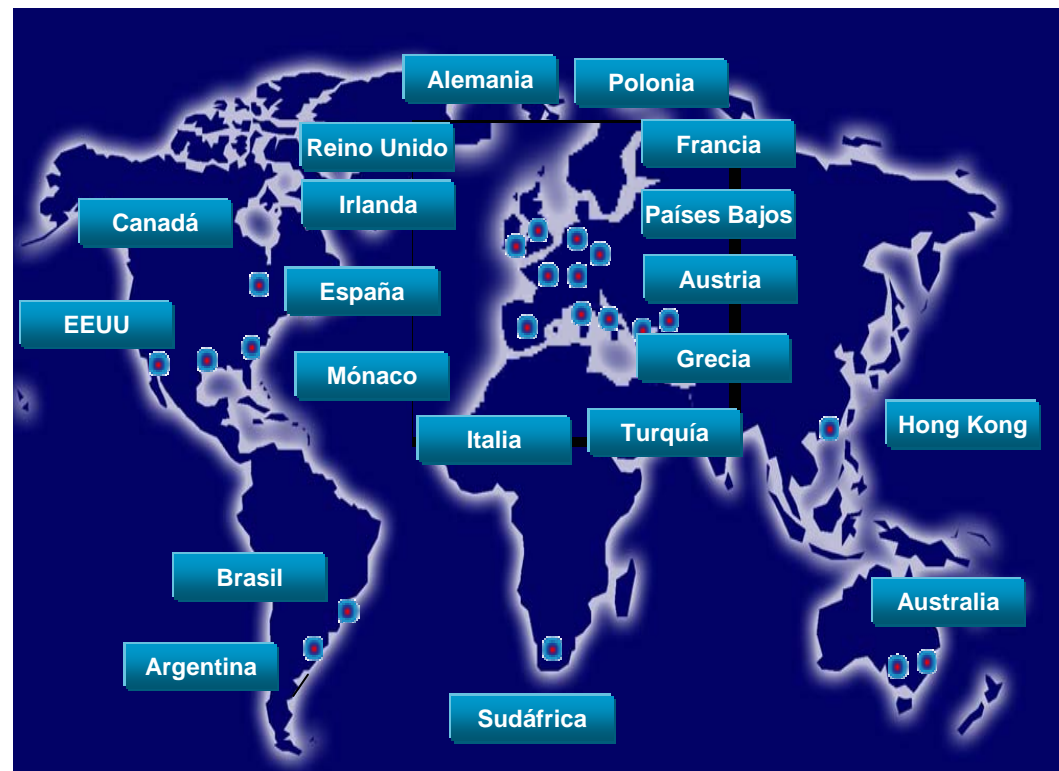 Alemania
Polonia
Reino Unido
Francia
Irlanda
Países Bajos
Canadá
España
Austria
EEUU
Mónaco
Grecia
Italia
Turquía
Hong Kong
Brasil
Australia
Argentina
Sudáfrica